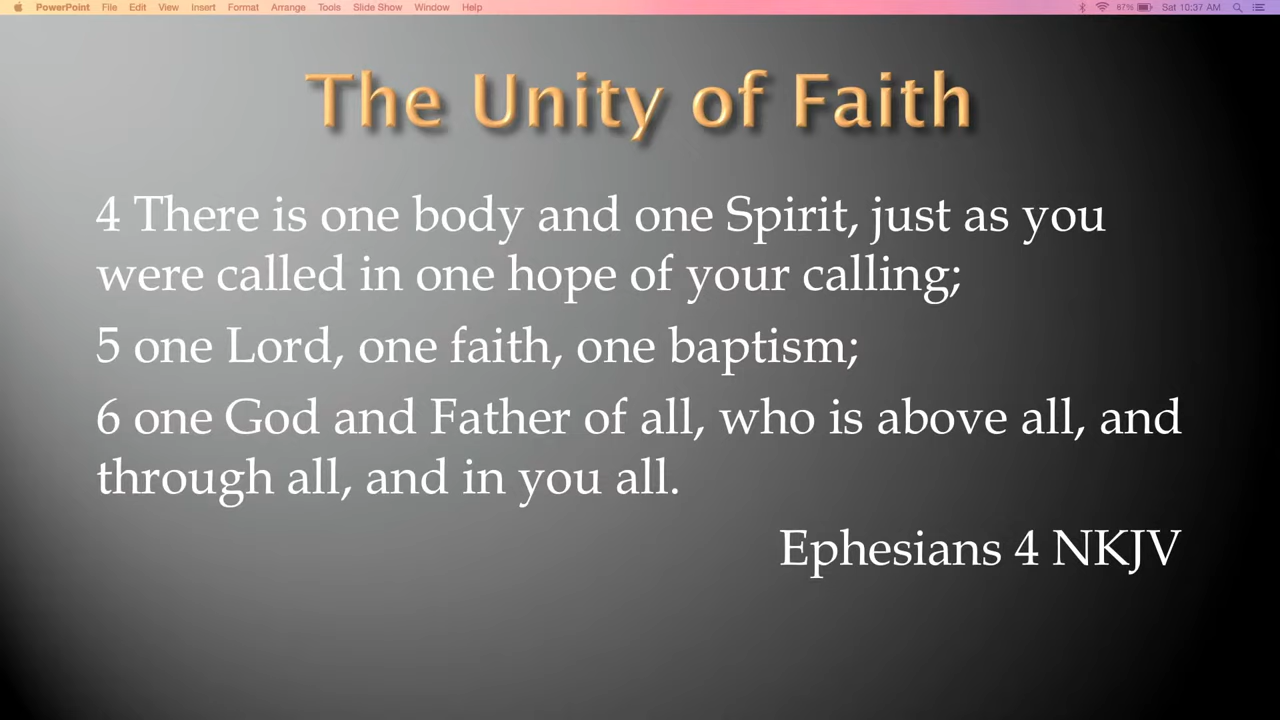 PowerPoint File Edit View Insert Format Arrange Tools Slide Show Window Help 87% Sat 10:37 AM
The Unity of Faith
4 There is one body and one Spirit, just as you
were called in one hope of your calling;
5 one Lord, one faith, one baptism;
6 one God and Father of all, who is above all, and
through all, and in you all.
Ephesians 4 NKJV